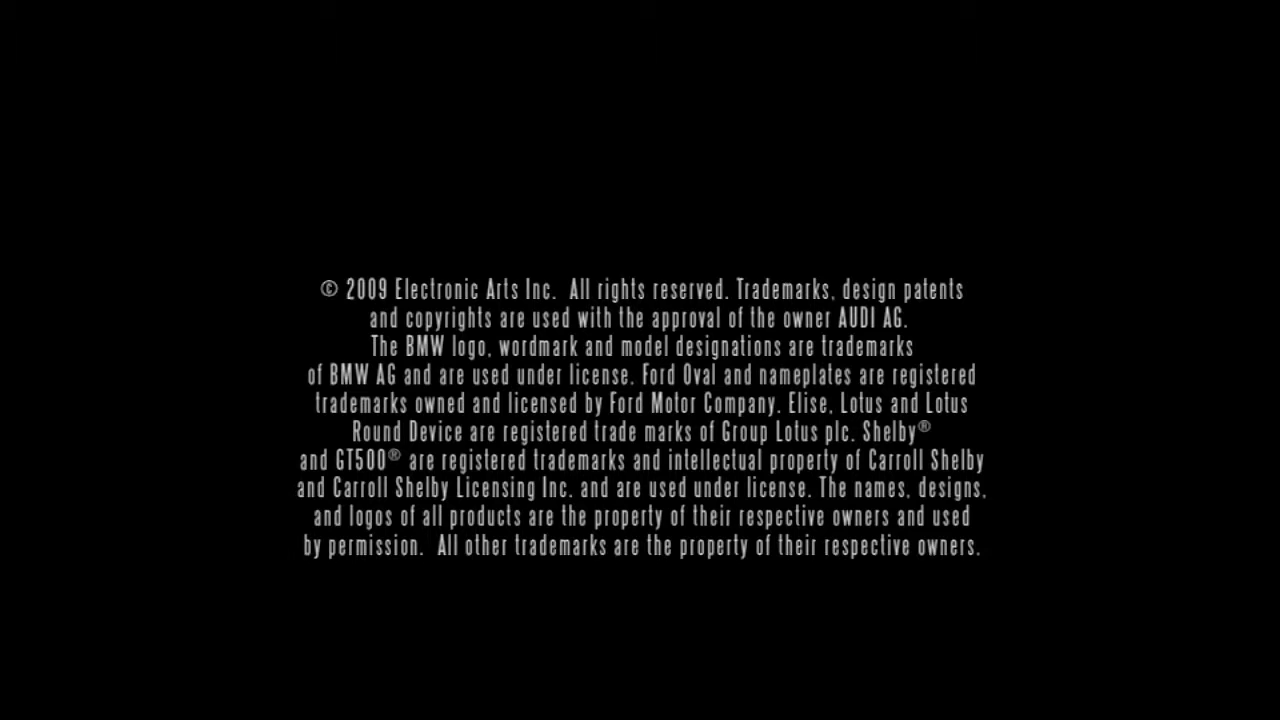 © 2009 Electronic Arts Inc.  All rights reserved. Trademarks, design patents
and copyrights are used with the approval of the owner AUDI AG.
The BMW logo, wordmark and model designations are trademarks
of BMW AG and are used under license. Ford Oval and nameplates are registered
trademarks owned and licensed by Ford Motor Company. Elise, Lotus and Lotus
Round Device are registered trade marks of Group Lotus plc. Shelby®
and GT500® are registered trademarks and intellectual property of Carroll Shelby
and Carroll Shelby Licensing Inc. and are used under license. The names, designs,
and logos of all products are the property of their respective owners and used
by permission.  All other trademarks are the property of their respective owners.